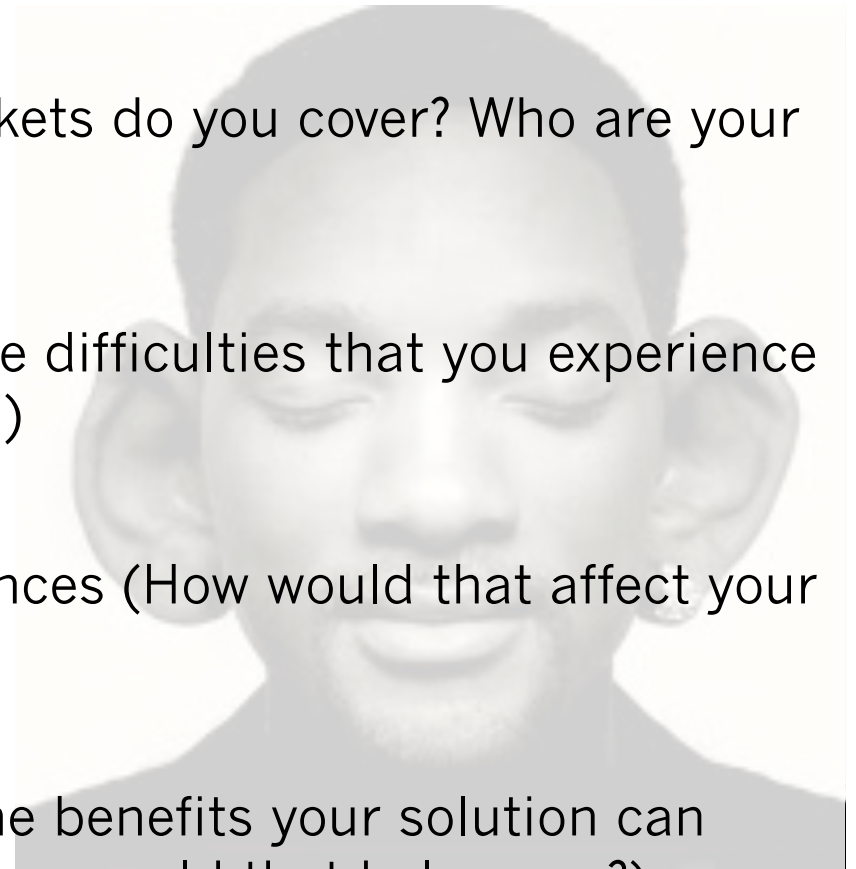 kets do you cover? Who are your
e difficulties that you experience
)
nces (How would that affect your
e benefits your solution can